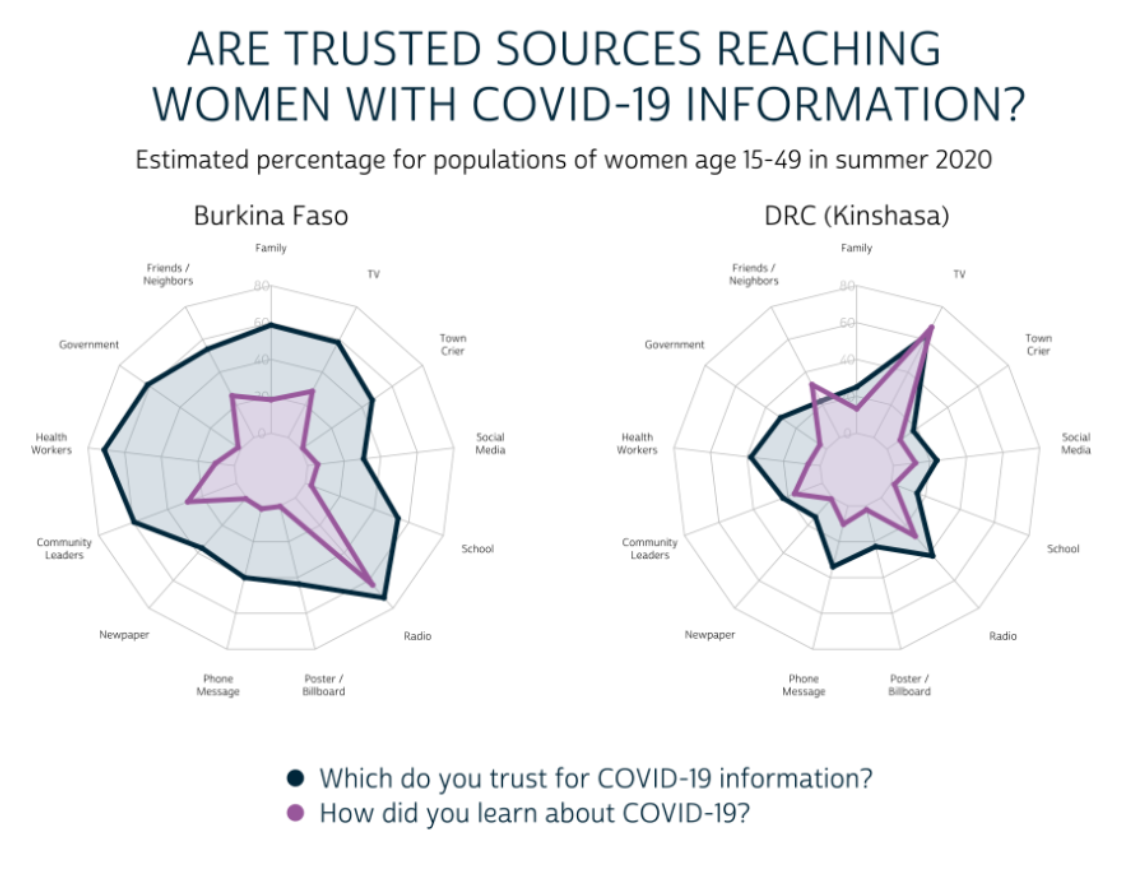 ARE TRUSTED SOURCES REACHING
WOMEN WITH COVID-19 INFORMATION?
Estimated percentage for populations of women age 15-49 in summer 2020
Burkina Faso
Family
TV
Town
Crier
Social
Media
School
Radio
Poster /
Billboard
Phone
Message
Newpaper
Community
Leaders
Health
Workers
Government
Friends /
Neighbors
80
60
40
20
0
DRC (Kinshasa)
Family
TV
Town
Crier
Social
Media
School
Radio
Poster /
Billboard
Phone
Message
Newpaper
Community
Leaders
Health
Workers
Government
Friends /
Neighbors
80
60
40
20
0
Which do you trust for COVID-19 information?
How did you learn about COVID-19?